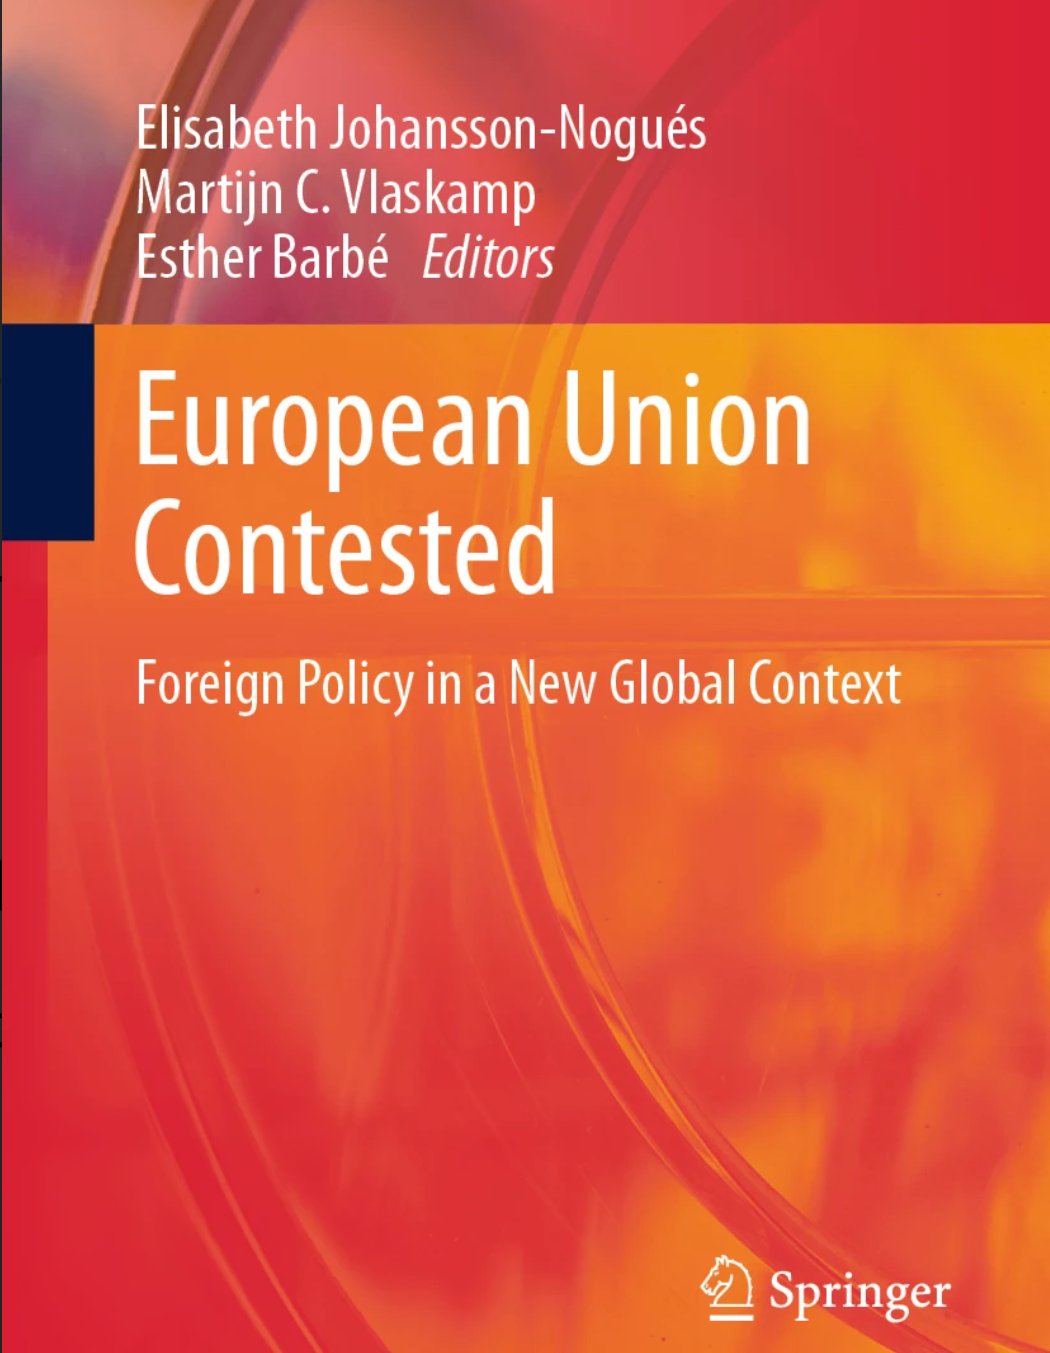 Elisabeth Johansson-Nogués
Martijn C. Vlaskamp
Esther Barbé Editors
European Union
Contested
Foreign Policy in a New Global Context
Springer